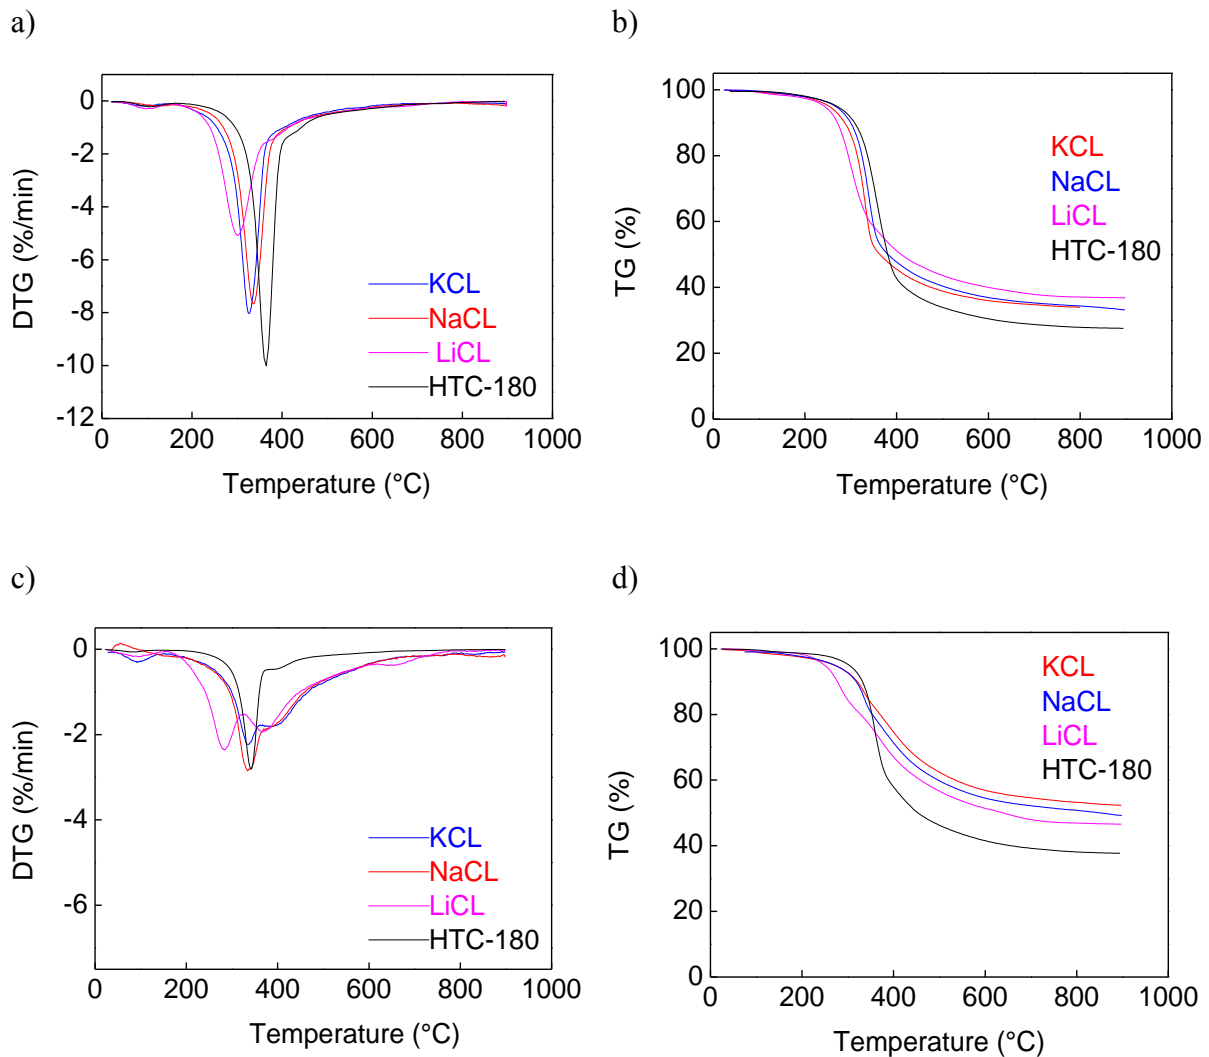 a)
0
-2
-4
-6
-8
-10
-12
DTG (%/min)
KCL
NaCL
LiCL
HTC-180
0 200 400 600 800 1000
Temperature (°C)
b)
100
80
60
40
20
0
TG (%)
KCL
NaCL
LiCL
HTC-180
0 200 400 600 800 1000
Temperature (°C)
c)
0
-2
-4
-6
DTG (%/min)
KCL
NaCL
LiCL
HTC-180
0 200 400 600 800 1000
Temperature (°C)
d)
100
80
60
40
20
0
TG (%)
KCL
NaCL
LiCL
HTC-180
0 200 400 600 800 1000
Temperature (°C)